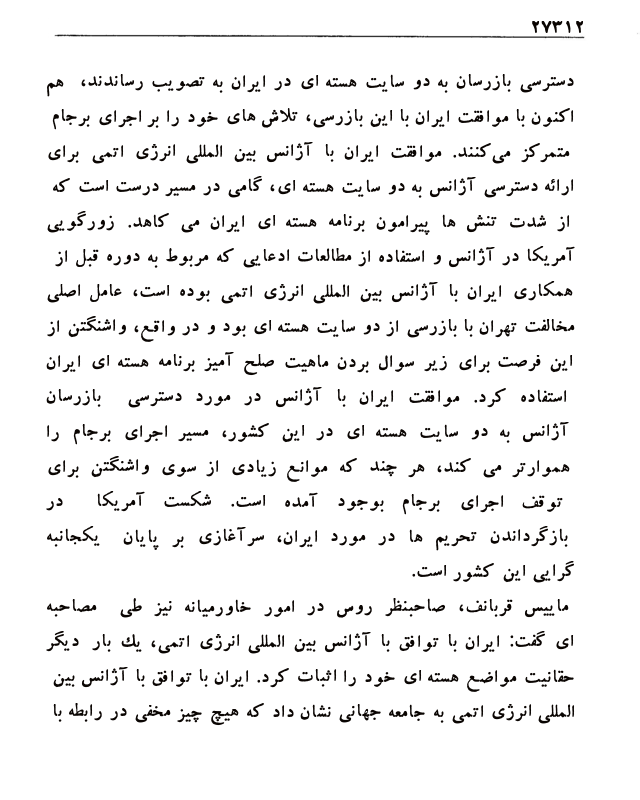 ۲۷۳۱۲
دسترسی بازرسان به دو سایت هسته ای در ایران به تصویب رساندند، هم
اکنون با موافقت ایران با این بازرسی، تلاش های خود را بر اجرای برجام
متمرکز می‌کنند. موافقت ایران با آژانس بین المللی انرژی اتمی برای
ارائه دسترسی آژانس به دو سایت هسته ای، گامی در مسیر درست است که
از شدت تنش ها پیرامون برنامه هسته ای ایران می کاهد. زورگویی
آمریکا در آژانس و استفاده از مطالعات ادعایی که مربوط به دوره قبل از
همکاری ایران با آژانس بین المللی انرژی اتمی بوده است، عامل اصلی
مخالفت تهران با بازرسی از دو سایت هسته ای بود و در واقع، واشنگتن از
این فرصت برای زیر سوال بردن ماهیت صلح آمیز برنامه هسته ای ایران
استفاده کرد. موافقت ایران با آژانس در مورد دسترسی بازرسان
آژانس به دو سایت هسته ای در این کشور، مسیر اجرای برجام را
هموارتر می کند، هر چند که موانع زیادی از سوی واشنگتن برای
توقف اجرای برجام بوجود آمده است. شکست آمریکا در
بازگرداندن تحریم ها در مورد ایران، سرآغازی بر پایان یکجانبه
گرایی این کشور است.
ماییس قربانف، صاحبنظر روس در امور خاورمیانه نیز طی مصاحبه
ای گفت: ایران با توافق با آژانس بین المللی انرژی اتمی، یك بار دیگر
حقانیت مواضع هسته ای خود را اثبات کرد. ایران با توافق با آژانس بین
المللی انرژی اتمی به جامعه جهانی نشان داد که هیچ چیز مخفی در رابطه با